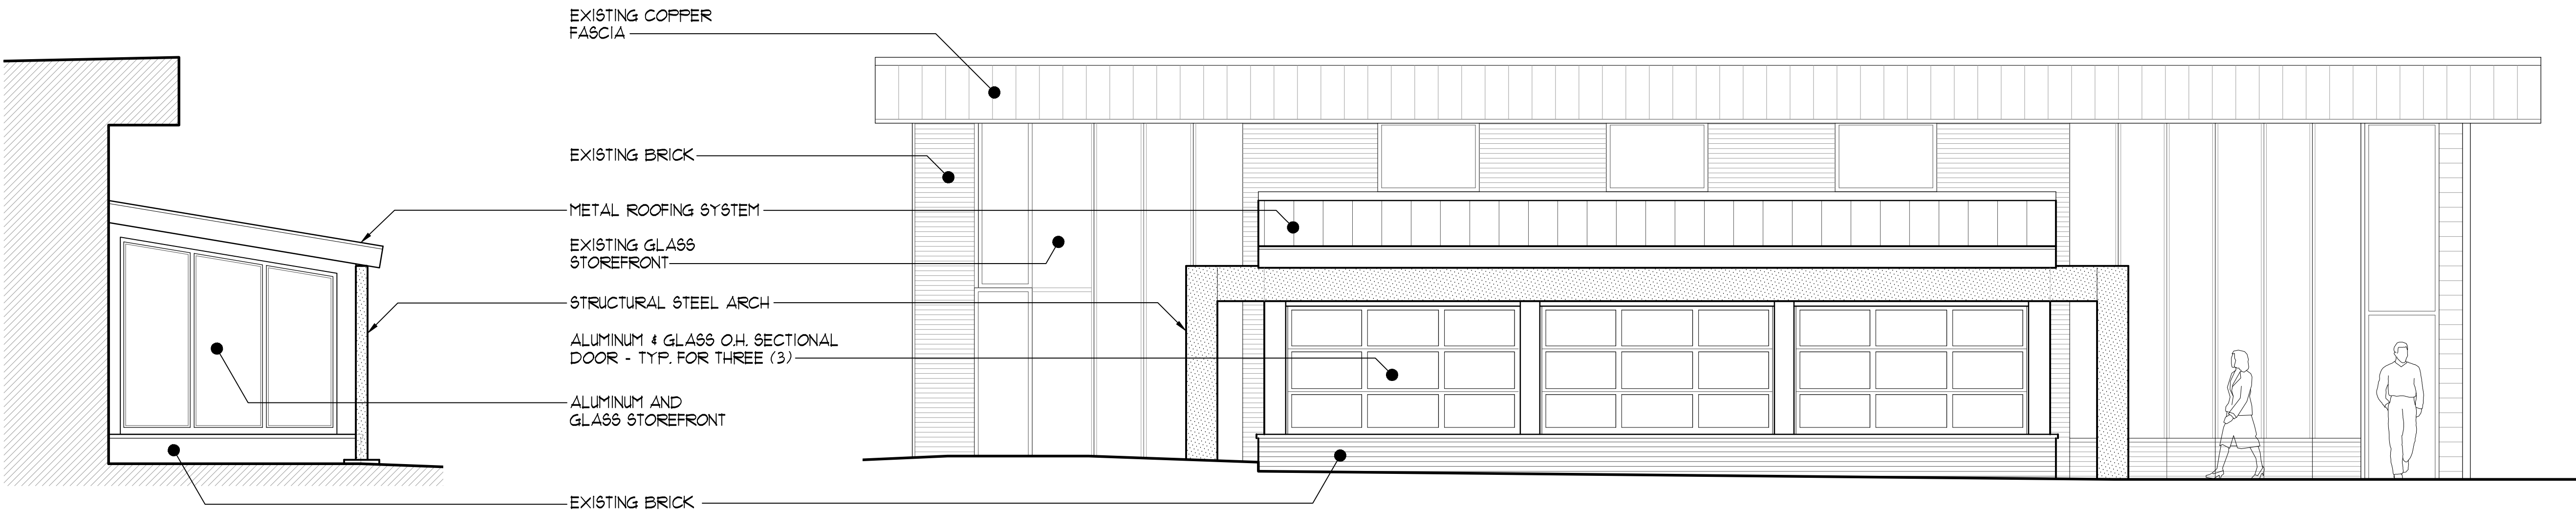 EXISTING COPPER
FASCIA
EXISTING BRICK
METAL ROOFING SYSTEM
EXISTING GLASS
STOREFRONT
STRUCTURAL STEEL ARCH
ALUMINUM & GLASS O.H. SECTIONAL
DOOR - TYP. FOR THREE (3)
ALUMINUM AND
GLASS STOREFRONT
EXISTING BRICK